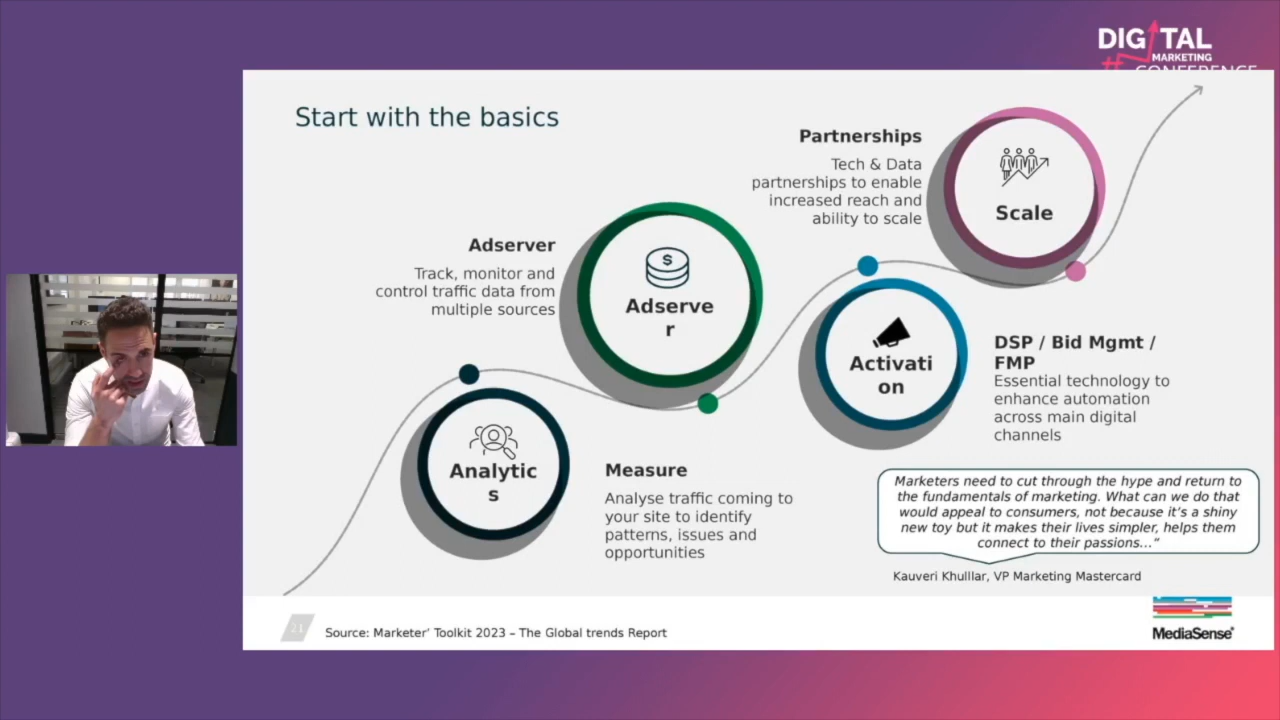 DIGITAL
MARKETING
#CONFERENCE
Start with the basics
Partnerships
Tech & Data
partnerships to enable
increased reach and
ability to scale
Scale
Adserver
Track, monitor and
control traffic data from
multiple sources
$
Adserve
r
Activati
on
DSP / Bid Mgmt /
FMP
Essential technology to
enhance automation
across main digital
channels
Analytic
s
Measure
Analyse traffic coming to
your site to identify
patterns, issues and
opportunities
Marketers need to cut through the hype and return to
the fundamentals of marketing. What can we do that
would appeal to consumers, not because it’s a shiny
new toy but it makes their lives simpler, helps them
connect to their passions…“
Kauveri Khulllar, VP Marketing Mastercard
21
Source: Marketer’ Toolkit 2023 – The Global trends Report
MediaSense®